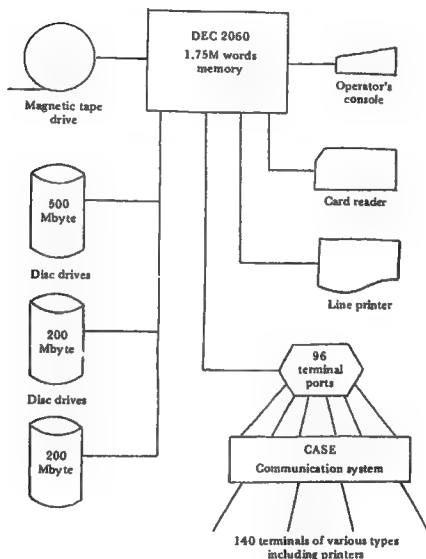 DEC 2060
1.75M words
memory
Magnetic tape
drive
Operator's
console
500
Mbyte
Card reader
Disc drives
Line printer
200
Mbyte
96
terminal
ports
Disc drives
200
Mbyte
CASE
Communication system
140 terminals of various types
including printers